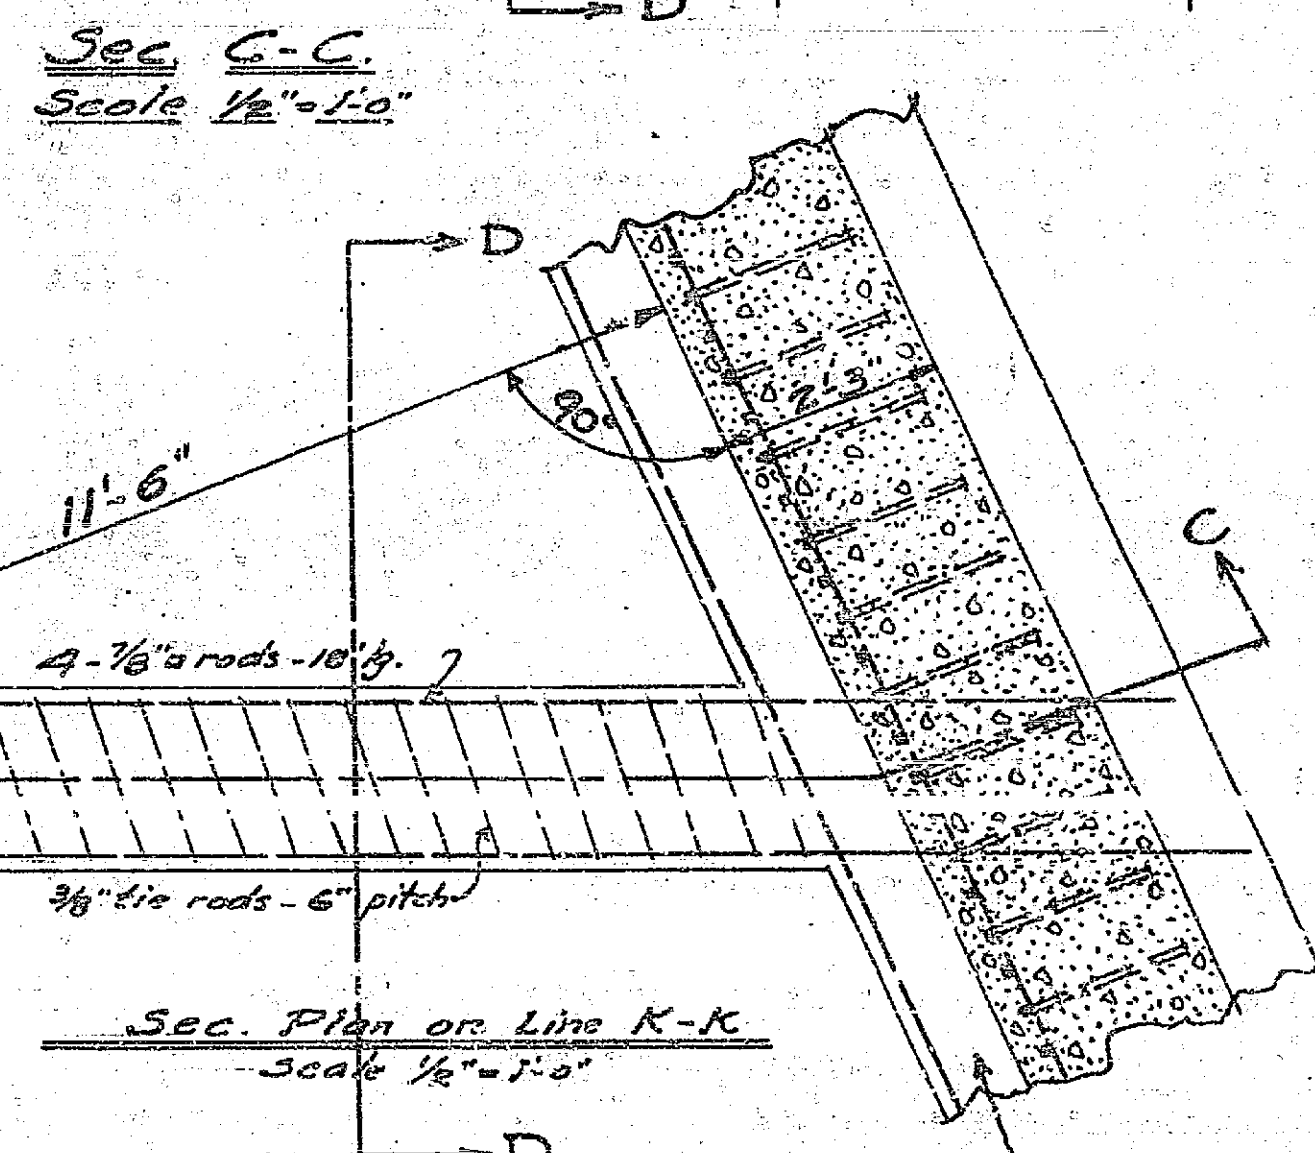 D
Sec. C-C.
Scale 1/2"=1'-0"
D
90°
2'-3"
11'-6"
C
4-7/8"⌀ rods-18'lg.
3/8" tie rods - 6" pitch
Sec. Plan on Line K-K
Scale 1/2"=1'-0"
D